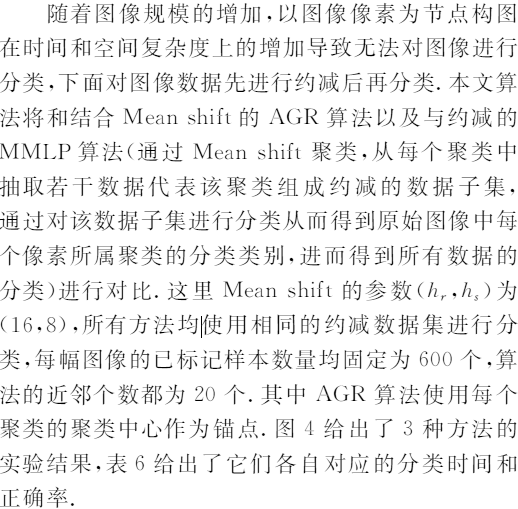 随着图像规模的增加,以图像像素为节点构图
在时间和空间复杂度上的增加导致无法对图像进行
分类,下面对图像数据先进行约减后再分类.本文算
法将和结合 Mean shift 的 AGR 算法以及与约减的
MMLP 算法(通过 Mean shift 聚类,从每个聚类中
抽取若干数据代表该聚类组成约减的数据子集,
通过对该数据子集进行分类从而得到原始图像中每
个像素所属聚类的分类类别,进而得到所有数据的
分类)进行对比.这里 Mean shift 的参数(hr,hs)为
(16,8),所有方法均使用相同的约减数据集进行分
类,每幅图像的已标记样本数量均固定为 600 个,算
法的近邻个数都为 20 个.其中 AGR 算法使用每个
聚类的聚类中心作为锚点.图 4 给出了 3 种方法的
实验结果,表 6 给出了它们各自对应的分类时间和
正确率.